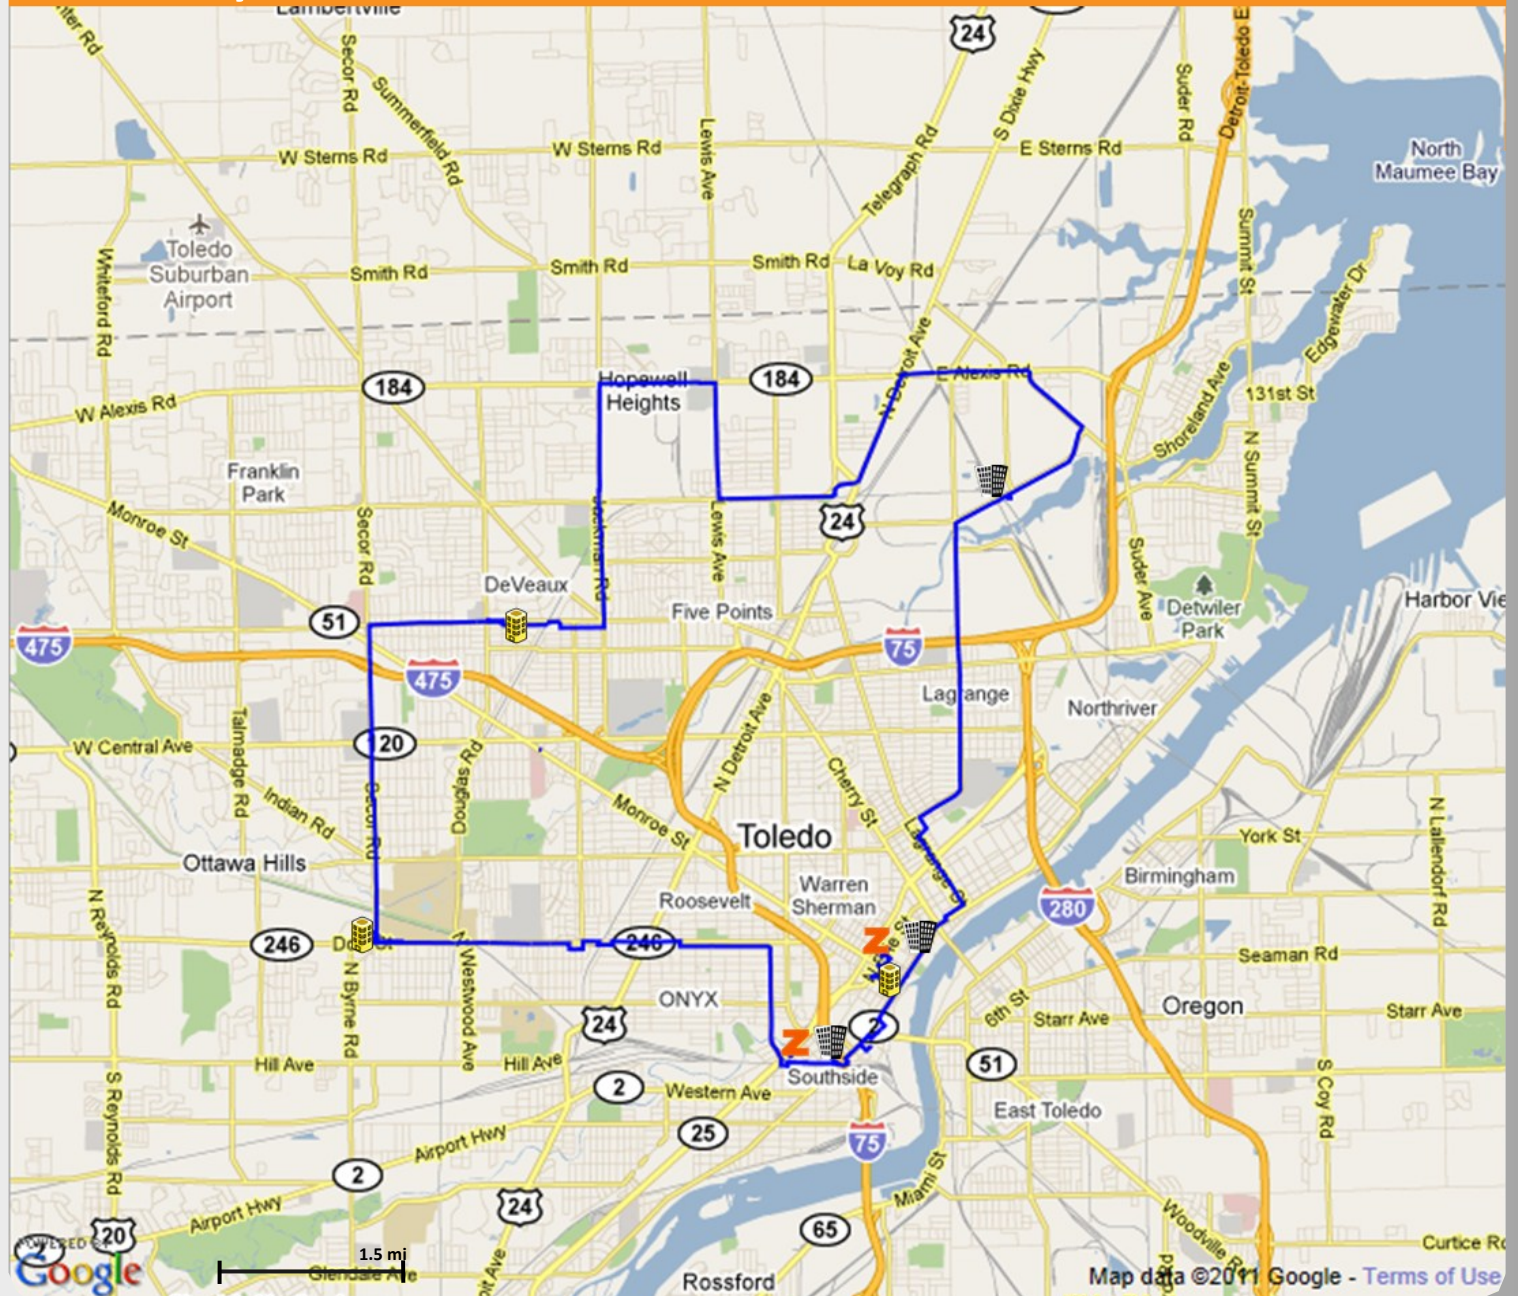 Lambertville
24
Secor Rd
Summerfield Rd
S Dixie Hwy
Suder Rd
W Sterns Rd
W Sterns Rd
Lewis Ave
E Sterns Rd
North
Maumee Bay
Telegraph Rd
Toledo
Suburban
Airport
Whiteford Rd
Smith Rd
Smith Rd
Smith Rd
La Voy Rd
Summit St
Edgewater Dr
N Detroit Ave
184
Hopewell
Heights
184
E Alexis Rd
W Alexis Rd
131st St
Shoreland Ave
Franklin
Park
Monroe St
Secor Rd
Jackman Rd
Lewis Ave
24
N Summit St
Suder Ave
DeVeaux
Five Points
Detwiler
Park
Harbor Vie
51
475
475
75
Lagrange
Northriver
W Central Ave
20
Talmadge Rd
Douglas Rd
N Detroit Ave
Cherry St
Indian Rd
Secor Rd
Monroe St
Toledo
York St
N Lallendorf Rd
Ottawa Hills
Warren
Sherman
Birmingham
Roosevelt
280
N Reynolds Rd
246
246
N Byrne Rd
N Westwood Ave
Z
Seaman Rd
ONYX
6th St
Oregon
Starr Ave
Starr Ave
24
2
Z
Hill Ave
Hill Ave
Southside
51
2
Western Ave
S Reynolds Rd
East Toledo
S Coy Rd
25
75
Airport Hwy
2
Miami St
Airport Hwy
24
65
Woodville Rd
20
2
POWERED BY
Google
1.5 mi
Glendale Ave
Curtice Rd
Rossford
Map data ©2011 Google - Terms of Use